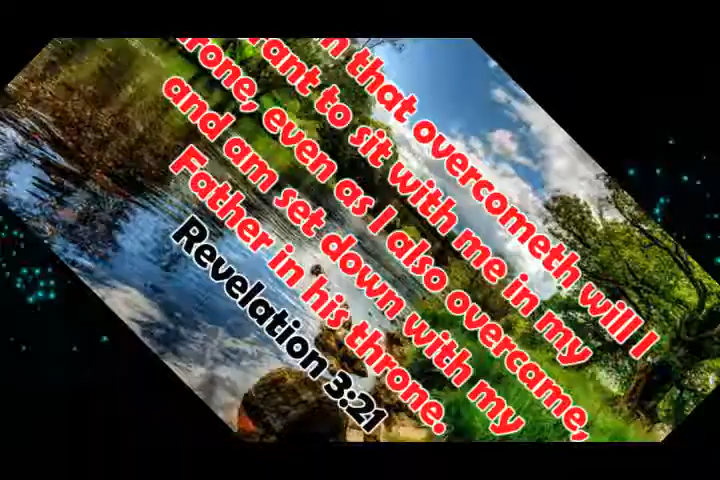 that overcometh will I
to sit with me in my
even as I also overcame,
and am set down with my
Father in his throne.
Revelation 3:21